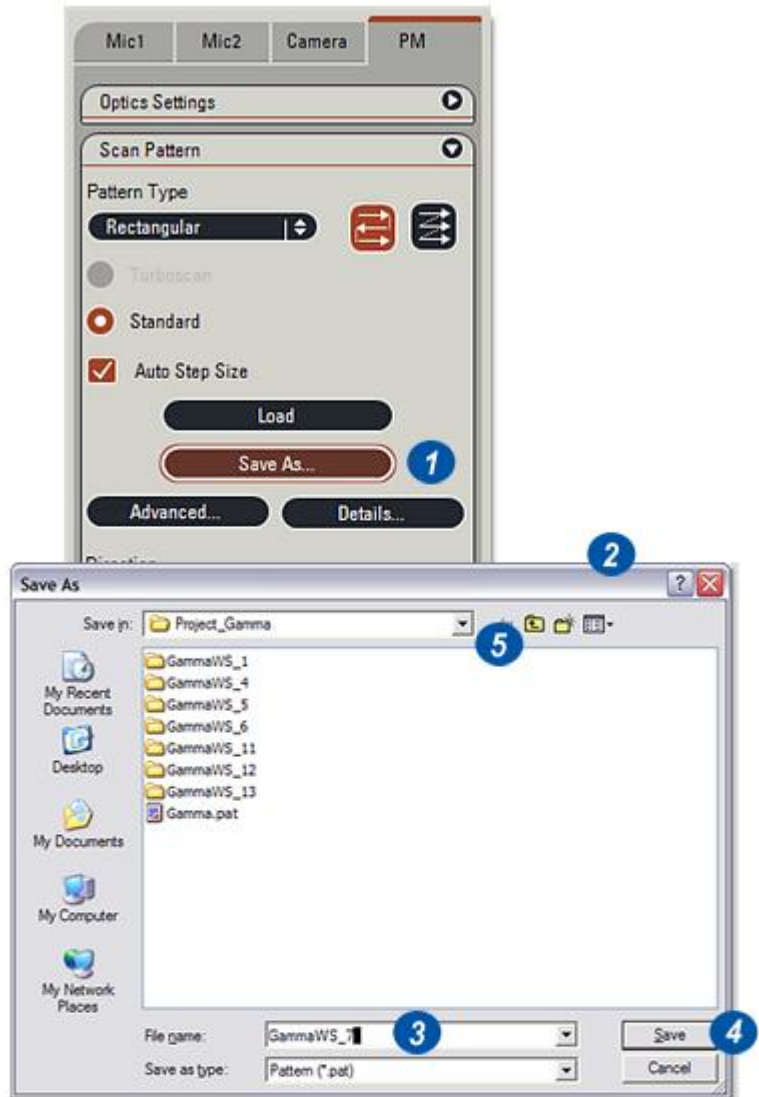 Mic1 Mic2 Camera PM
Optics Settings
Scan Pattern
Pattern Type
Rectangular
Turboscan
Standard
Auto Step Size
Load
Save As... 1
Advanced... Details...
Direction
2
Save As ?
Save in: Project_Gamma
5
GammaWS_1
GammaWS_4
GammaWS_5
GammaWS_6
GammaWS_11
GammaWS_12
GammaWS_13
Gamma.pat
My Recent
Documents
Desktop
My Documents
My Computer
My Network
Places
File name: GammaWS_7 3 Save 4
Save as type: Pattern (*.pat) Cancel